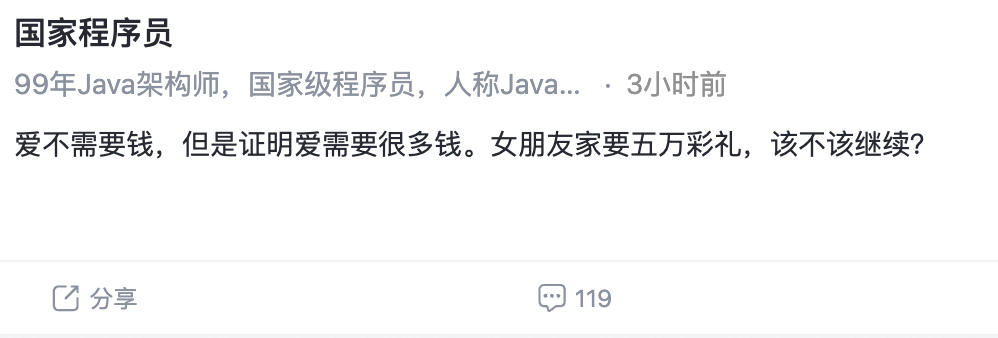 国家程序员
99年Java架构师，国家级程序员，人称Java... · 3小时前
爱不需要钱，但是证明爱需要很多钱。女朋友家要五万彩礼，该不该继续？
分享
119